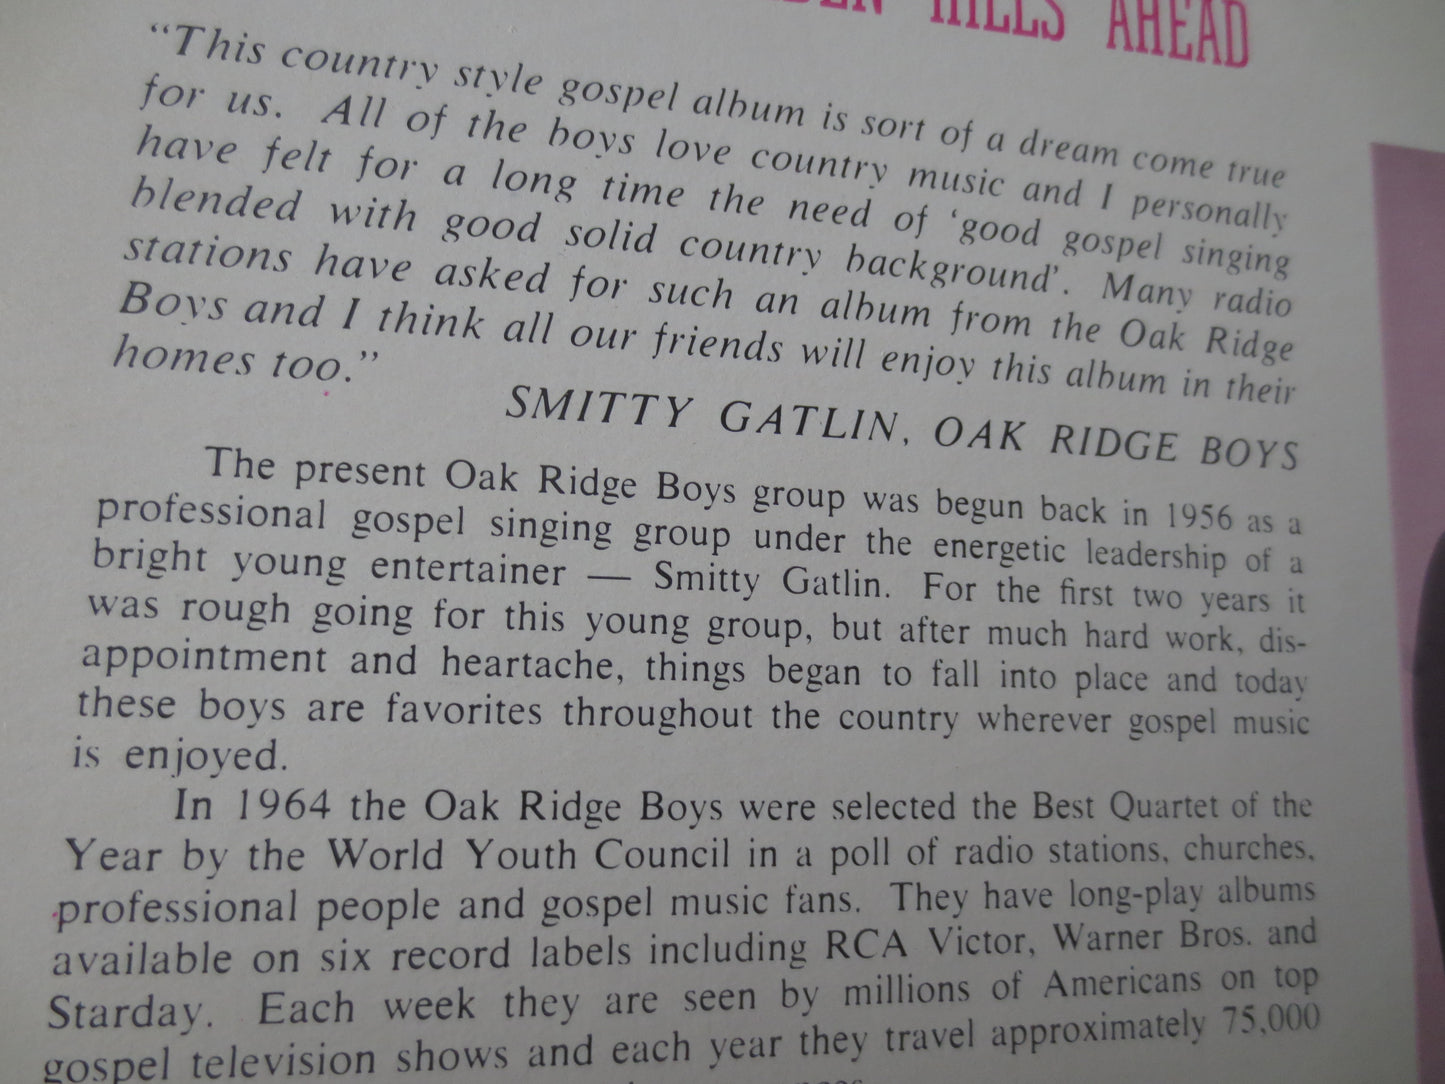 HILLS AHEAD
“This country style gospel album is sort of a dream come true
for us. All of the boys love country music and I personally
have felt for a long time the need of ‘good gospel singing
blended with good solid country background’. Many radio
stations have asked for such an album from the Oak Ridge
Boys and I think all our friends will enjoy this album in their
homes too.”
SMITTY GATLIN, OAK RIDGE BOYS
The present Oak Ridge Boys group was begun back in 1956 as a
professional gospel singing group under the energetic leadership of a
bright young entertainer — Smitty Gatlin. For the first two years it
was rough going for this young group, but after much hard work, dis-
appointment and heartache, things began to fall into place and today
these boys are favorites throughout the country wherever gospel music
is enjoyed.
In 1964 the Oak Ridge Boys were selected the Best Quartet of the
Year by the World Youth Council in a poll of radio stations, churches,
professional people and gospel music fans. They have long-play albums
available on six record labels including RCA Victor, Warner Bros. and
Starday. Each week they are seen by millions of Americans on top
gospel television shows and each year they travel approximately 75,000